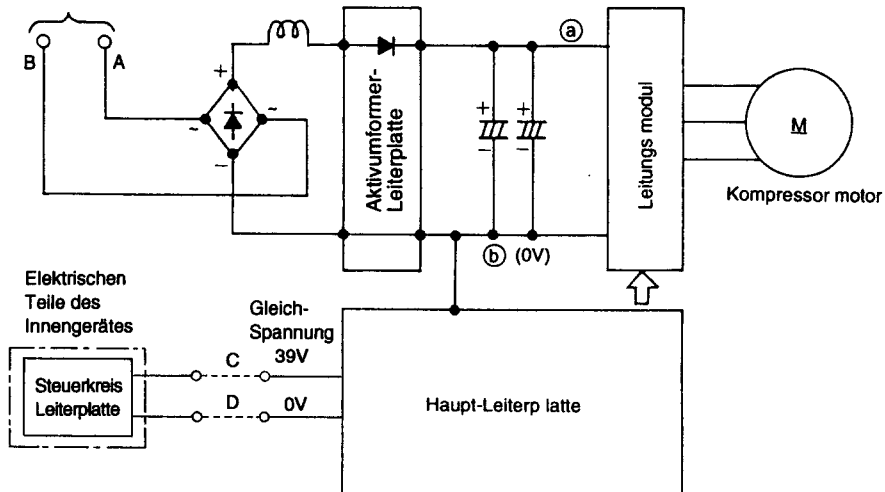 B
A
+
~
~
−
Aktivumformer-
Leiterplatte
+
−
+
−
ⓐ
ⓑ (0V)
Leitungs modul
M
Kompressor motor
Elektrischen
Teile des
Innengerätes
Steuerkreis
Leiterplatte
Gleich-
Spannung
C
39V
D
0V
Haupt-Leiterp latte